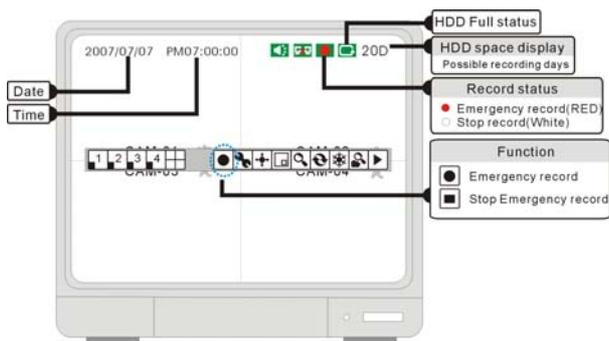 HDD Full status
2007/07/07 PM07:00:00 20D
HDD space display
Possible recording days
Date
Time
Record status
Emergency record(RED)
Stop record(White)
Function
Emergency record
Stop Emergency record
1 2 3 4
CAM-03 CAM-04